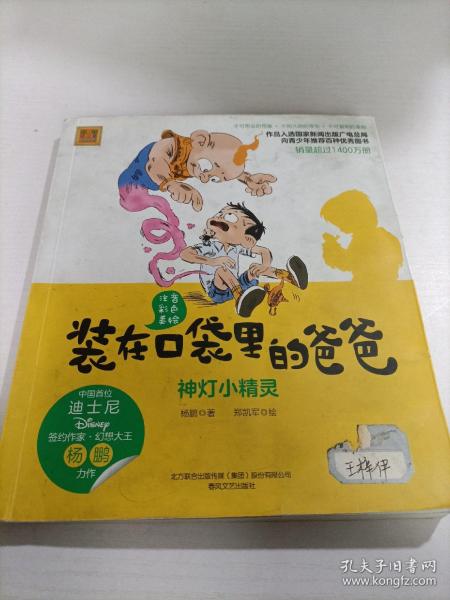 作品入选国家新闻出版广电总局
向青少年推荐百种优秀图书
销量超过1400万册
注音
彩色
美绘
装在口袋里的爸爸
神灯小精灵
杨鹏◎著 郑凯军◎绘
中国首位
迪士尼
Disney
签约作家·幻想大王
杨鹏
力作
王梓伊
北方联合出版传媒（集团）股份有限公司
春风文艺出版社
孔夫子旧书网
www.kongfz.com